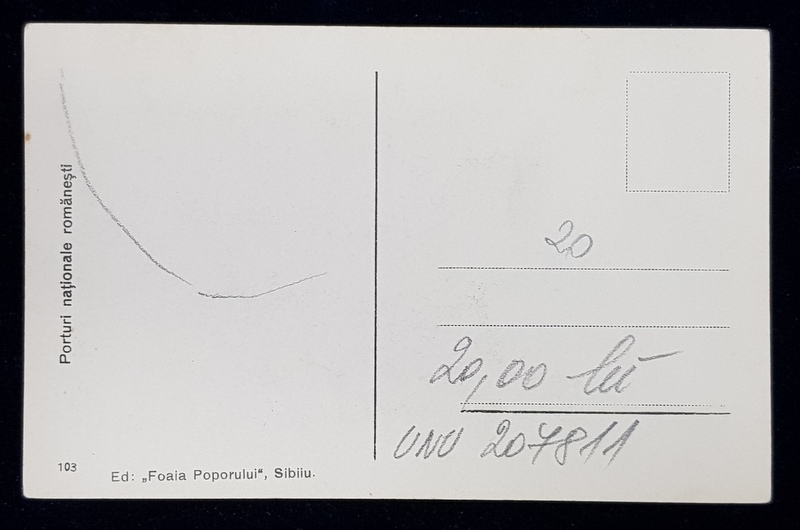 Porturi naționale românești
103
Ed: „Foaia Poporului“, Sibiiu.
20
20,00 lei
UNU 207811